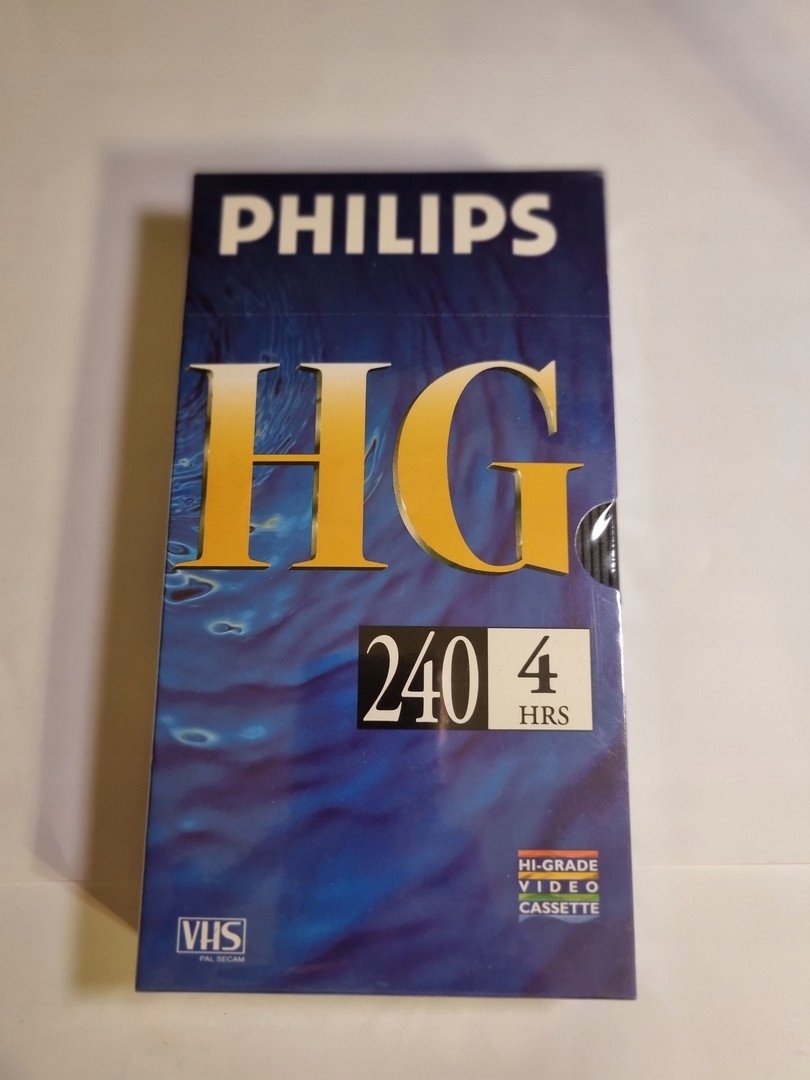 PHILIPS
HG
240 4 HRS
HI-GRADE
VIDEO
CASSETTE
VHS
PAL SECAM